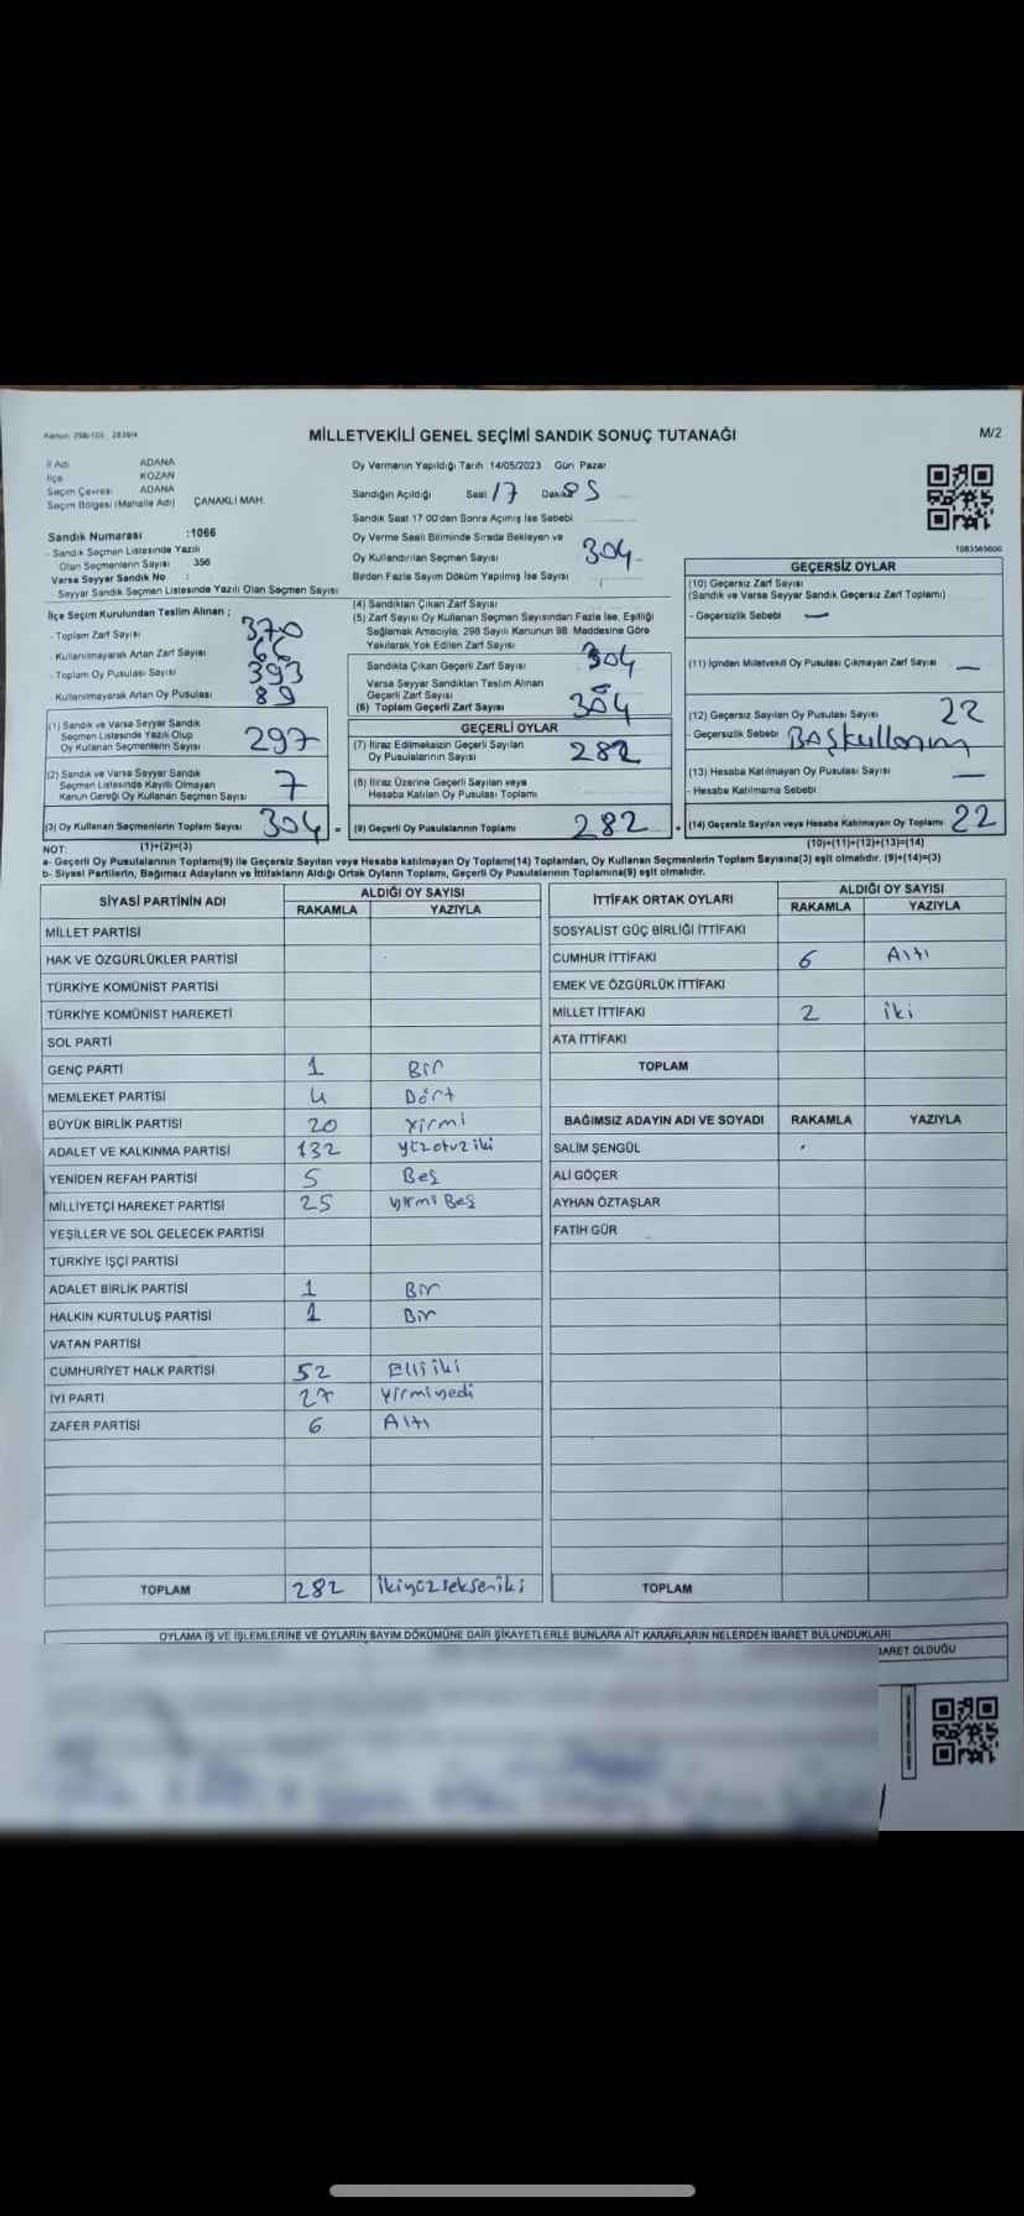 Kanun: 298/105, 2839/4
MİLLETVEKİLİ GENEL SEÇİMİ SANDIK SONUÇ TUTANAĞI
M/2
İl Adı ADANA
İlçe KOZAN
Seçim Çevresi ADANA
Seçim Bölgesi (Mahalle Adı) ÇANAKLI MAH.
Sandık Numarası :1066
- Sandık Seçmen Listesinde Yazılı
Olan Seçmenlerin Sayısı 356
Varsa Seyyar Sandık No :
- Seyyar Sandık Seçmen Listesinde Yazılı Olan Seçmen Sayısı
Oy Vermenin Yapıldığı Tarih 14/05/2023 Gün Pazar
Sandığın Açıldığı Saat 17 Dakika 05
Sandık Saat 17.00'den Sonra Açımış İse Sebebi
Oy Verme Saati Bitiminde Sırada Bekleyen ve
Oy Kullandırılan Seçmen Sayısı 304
Birden Fazla Sayım Döküm Yapılmış İse Sayısı
1083565600
İlçe Seçim Kurulundan Teslim Alınan ;
- Toplam Zarf Sayısı 370
- Kullanılmayarak Artan Zarf Sayısı 66
- Toplam Oy Pusulası Sayısı 393
- Kullanılmayarak Artan Oy Pusulası 89
(1) Sandık ve Varsa Seyyar Sandık
Seçmen Listesinde Yazılı Olup
Oy Kullanan Seçmenlerin Sayısı 297
(2) Sandık ve Varsa Seyyar Sandık
Seçmen Listesinde Kayıtlı Olmayan
Kanun Gereği Oy Kullanan Seçmen Sayısı 7
(3) Oy Kullanan Seçmenlerin Toplam Sayısı 304 =
(4) Sandıktan Çıkan Zarf Sayısı
(5) Zarf Sayısı Oy Kullanan Seçmen Sayısından Fazla İse, Eşitliği
Sağlamak Amacıyla, 298 Sayılı Kanunun 98. Maddesine Göre
Yakılarak Yok Edilen Zarf Sayısı
Sandıkta Çıkan Geçerli Zarf Sayısı 304
Varsa Seyyar Sandıktan Teslim Alınan
Geçerli Zarf Sayısı –
(6) Toplam Geçerli Zarf Sayısı 304
GEÇERLİ OYLAR
(7) İtiraz Edilmeksizin Geçerli Sayılan
Oy Pusulalarının Sayısı 282
(8) İtiraz Üzerine Geçerli Sayılan veya
Hesaba Katılan Oy Pusulası Toplamı
(9) Geçerli Oy Pusulalarının Toplamı 282 +
GEÇERSİZ OYLAR
(10) Geçersiz Zarf Sayısı
(Sandık ve Varsa Seyyar Sandık Geçersiz Zarf Toplamı)
- Geçersizlik Sebebi –
(11) İçinden Milletvekili Oy Pusulası Çıkmayan Zarf Sayısı –
(12) Geçersiz Sayılan Oy Pusulası Sayısı 22
- Geçersizlik Sebebi BAşkullanım
(13) Hesaba Katılmayan Oy Pusulası Sayısı –
- Hesaba Katılmama Sebebi
(14) Geçersiz Sayılan veya Hesaba Katılmayan Oy Toplamı 22
NOT: (1)+(2)=(3)
(10)+(11)+(12)+(13)=(14)
a- Geçerli Oy Pusulalarının Toplamı(9) ile Geçersiz Sayılan veya Hesaba katılmayan Oy Toplamı(14) Toplamları, Oy Kullanan Seçmenlerin Toplam Sayısına(3) eşit olmalıdır. (9)+(14)=(3)
b- Siyasi Partilerin, Bağımsız Adayların ve İttifakların Aldığı Ortak Oyların Toplamı, Geçerli Oy Pusulalarının Toplamına(9) eşit olmalıdır.
SİYASİ PARTİNİN ADI ALDIĞI OY SAYISI
RAKAMLA YAZIYLA
MİLLET PARTİSİ
HAK VE ÖZGÜRLÜKLER PARTİSİ
TÜRKİYE KOMÜNİST PARTİSİ
TÜRKİYE KOMÜNİST HAREKETİ
SOL PARTİ
GENÇ PARTİ 1 Bir
MEMLEKET PARTİSİ 4 Dört
BÜYÜK BİRLİK PARTİSİ 20 Yirmi
ADALET VE KALKINMA PARTİSİ 132 yüzotuziki
YENİDEN REFAH PARTİSİ 5 Beş
MİLLİYETÇİ HAREKET PARTİSİ 25 yirmi Beş
YEŞİLLER VE SOL GELECEK PARTİSİ
TÜRKİYE İŞÇİ PARTİSİ
ADALET BİRLİK PARTİSİ 1 Bir
HALKIN KURTULUŞ PARTİSİ 1 Bir
VATAN PARTİSİ
CUMHURİYET HALK PARTİSİ 52 Elli iki
İYİ PARTİ 27 Yirmiyedi
ZAFER PARTİSİ 6 Altı
TOPLAM 282 ikiyüzsekseniki
İTTİFAK ORTAK OYLARI ALDIĞI OY SAYISI
RAKAMLA YAZIYLA
SOSYALİST GÜÇ BİRLİĞİ İTTİFAKI
CUMHUR İTTİFAKI 6 Altı
EMEK VE ÖZGÜRLÜK İTTİFAKI
MİLLET İTTİFAKI 2 iki
ATA İTTİFAKI
TOPLAM
BAĞIMSIZ ADAYIN ADI VE SOYADI RAKAMLA YAZIYLA
SALİM ŞENGÜL
ALİ GÖÇER
AYHAN ÖZTAŞLAR
FATİH GÜR
TOPLAM
OYLAMA İŞ VE İŞLEMLERİNE VE OYLARIN SAYIM DÖKÜMÜNE DAİR ŞİKAYETLERLE BUNLARA AİT KARARLARIN NELERDEN İBARET BULUNDUKLARI
BARET OLDUĞU